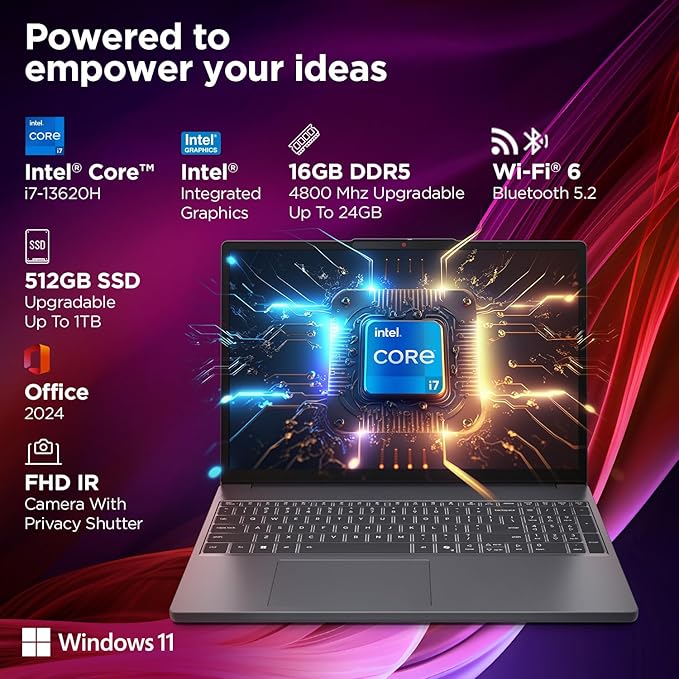 Powered to
empower your ideas
intel
CORE
i7
Intel® Core™
i7-13620H
Intel®
GRAPHICS
Intel®
Integrated
Graphics
16GB DDR5
4800 Mhz Upgradable
Up To 24GB
Wi-Fi® 6
Bluetooth 5.2
SSD
512GB SSD
Upgradable
Up To 1TB
Office
2024
FHD IR
Camera With
Privacy Shutter
intel.
CORE
i7
Windows 11